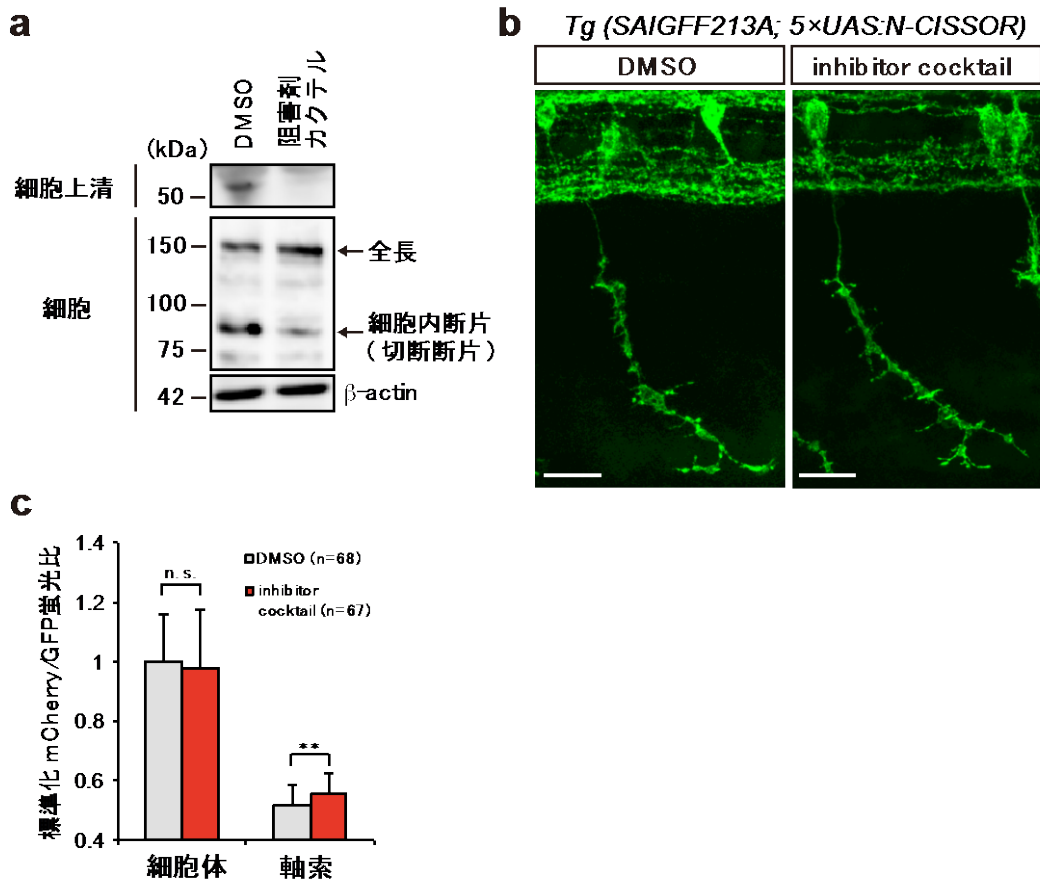 a
DMSO
阻害剤
カクテル
(kDa)
細胞上清
50
細胞
150
100
75
42
全長
細胞内断片
(切断断片)
β-actin
b
Tg (SAIGFF213A; 5×UAS:N-CISSOR)
DMSO
inhibitor cocktail
c
標準化 mCherry/GFP蛍光比
1.4
1.2
1
0.8
0.6
0.4
n.s.
**
DMSO (n=68)
inhibitor
cocktail (n=67)
細胞体
軸索